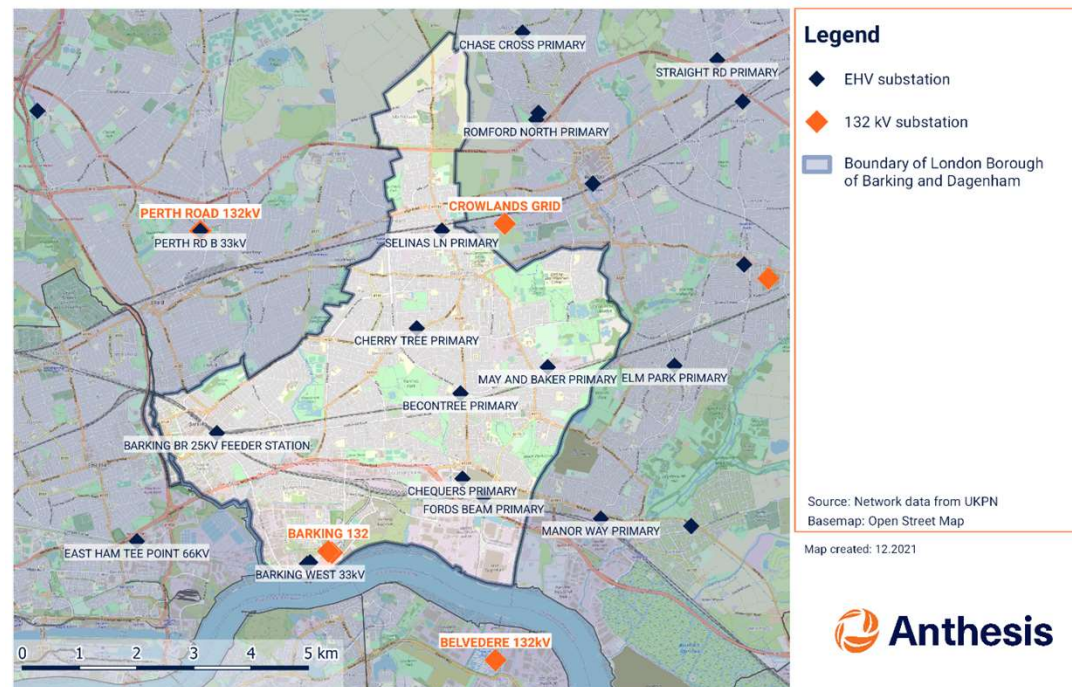 CHASE CROSS PRIMARY
STRAIGHT RD PRIMARY
ROMFORD NORTH PRIMARY
PERTH ROAD 132kV
PERTH RD B 33kV
CROWLANDS GRID
SELINAS LN PRIMARY
CHERRY TREE PRIMARY
MAY AND BAKER PRIMARY
ELM PARK PRIMARY
BECONTREE PRIMARY
BARKING BR 25KV FEEDER STATION
CHEQUERS PRIMARY
FORDS BEAM PRIMARY
MANOR WAY PRIMARY
EAST HAM TEE POINT 66KV
BARKING 132
BARKING WEST 33kV
BELVEDERE 132kV
0 1 2 3 4 5 km
Legend
EHV substation
132 kV substation
Boundary of London Borough
of Barking and Dagenham
Source: Network data from UKPN
Basemap: Open Street Map
Map created: 12.2021
Anthesis